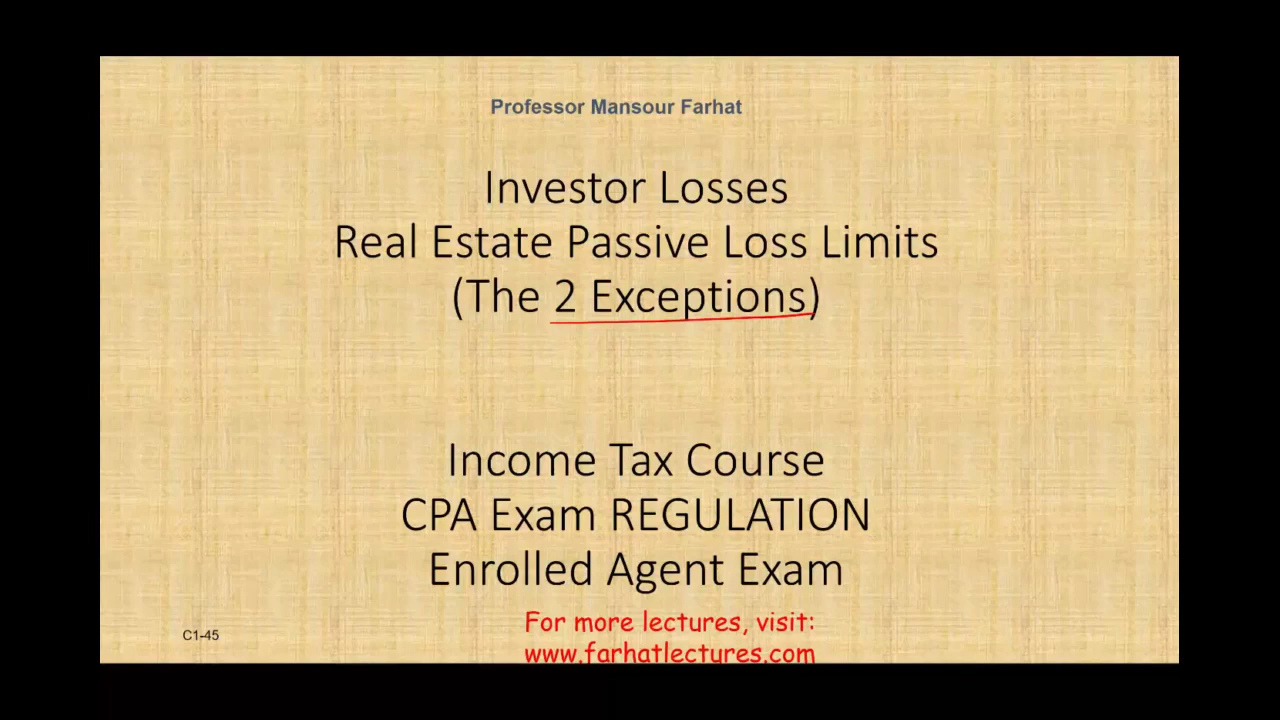 Professor Mansour Farhat
Investor Losses
Real Estate Passive Loss Limits
(The 2 Exceptions)
Income Tax Course
CPA Exam REGULATION
Enrolled Agent Exam
For more lectures, visit:
www.farhatlectures.com
C1-45